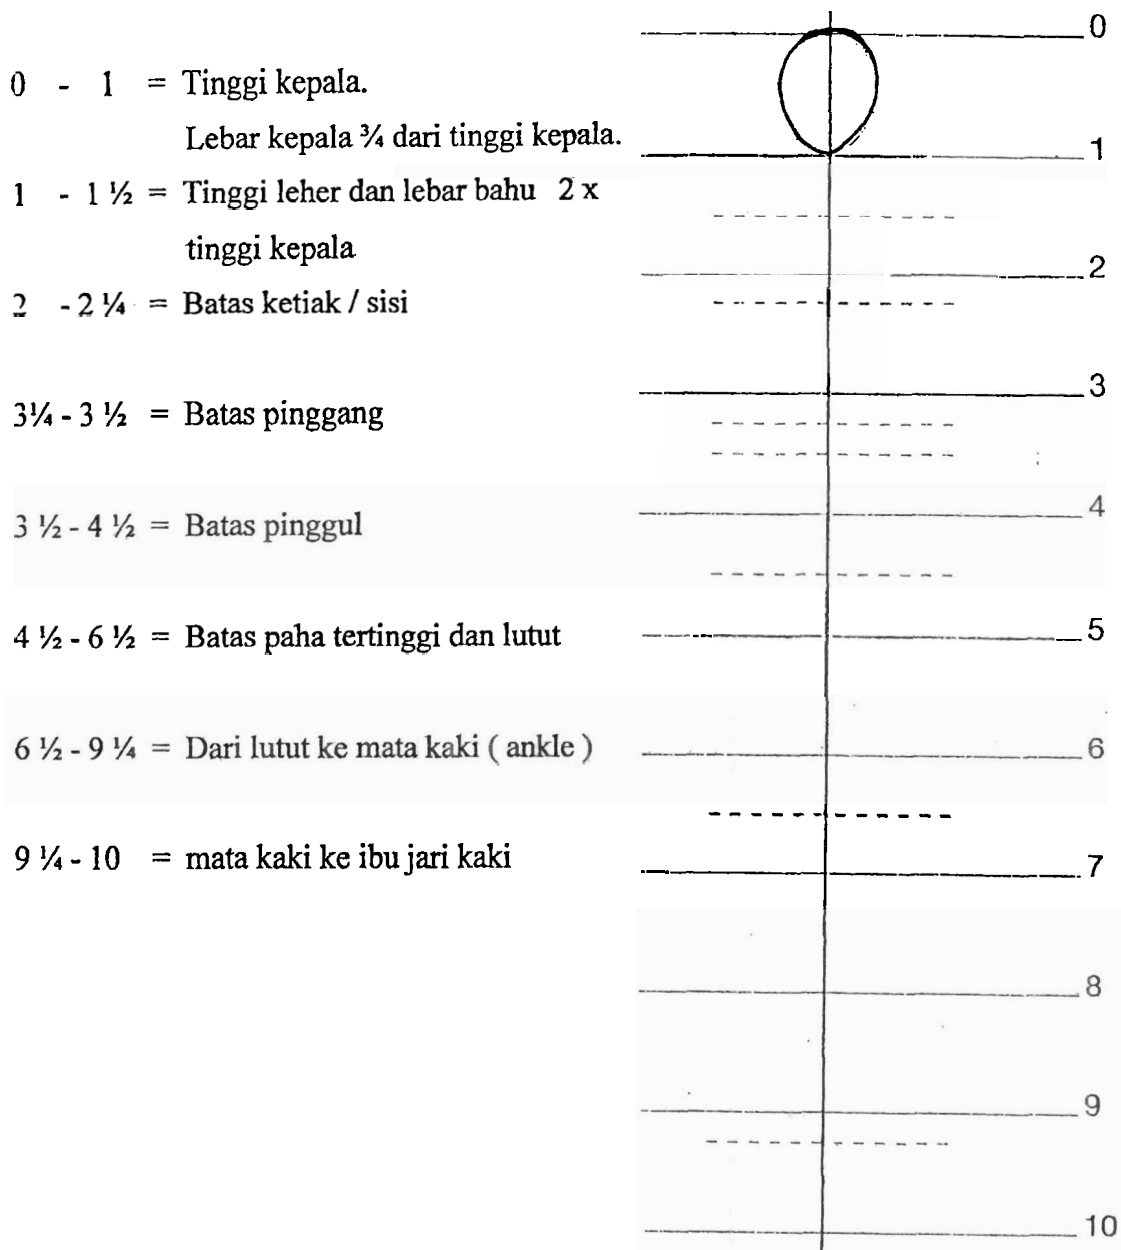 0 - 1 = Tinggi kepala.
Lebar kepala ¾ dari tinggi kepala.
1 - 1 ½ = Tinggi leher dan lebar bahu 2 x
tinggi kepala
2 - 2 ¼ = Batas ketiak / sisi
3¼ - 3 ½ = Batas pinggang
3 ½ - 4 ½ = Batas pinggul
4 ½ - 6 ½ = Batas paha tertinggi dan lutut
6 ½ - 9 ¼ = Dari lutut ke mata kaki ( ankle )
9 ¼ - 10 = mata kaki ke ibu jari kaki
0
1
2
3
4
5
6
7
8
9
10